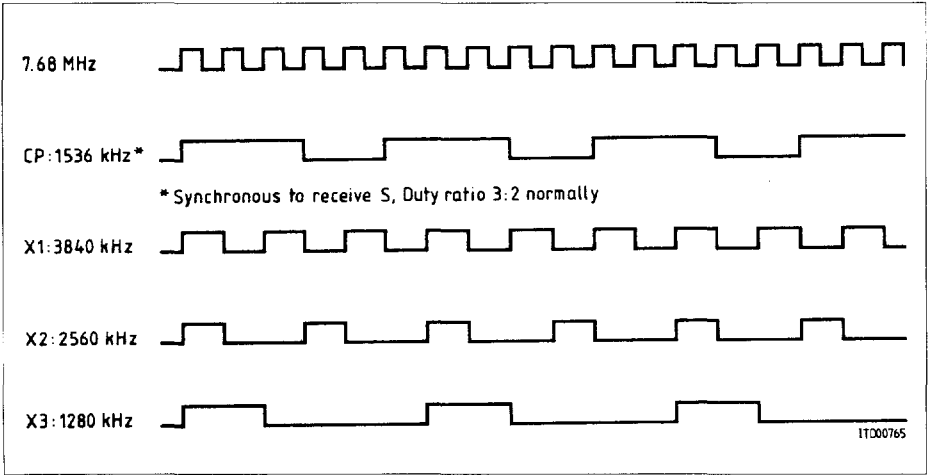 7.68 MHz
CP:1536 kHz*
* Synchronous to receive S, Duty ratio 3:2 normally
X1:3840 kHz
X2:2560 kHz
X3:1280 kHz
ITD00765